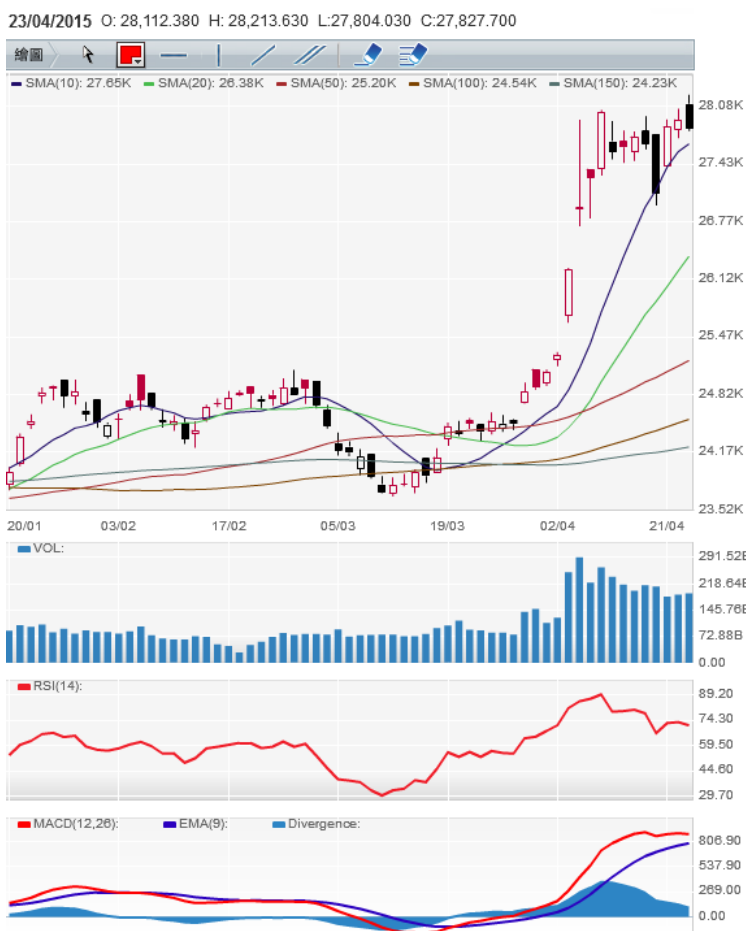 23/04/2015 O: 28,112.380 H: 28,213.630 L:27,804.030 C:27,827.700
繪圖
SMA(10): 27.65K SMA(20): 26.38K SMA(50): 25.20K SMA(100): 24.54K SMA(150): 24.23K
28.08K
27.43K
26.77K
26.12K
25.47K
24.82K
24.17K
23.52K
20/01 03/02 17/02 05/03 19/03 02/04 21/04
VOL:
291.52B
218.64B
145.76B
72.88B
0.00
RSI(14):
89.20
74.30
59.50
44.60
29.70
MACD(12,26): EMA(9): Divergence:
806.90
537.90
269.00
0.00